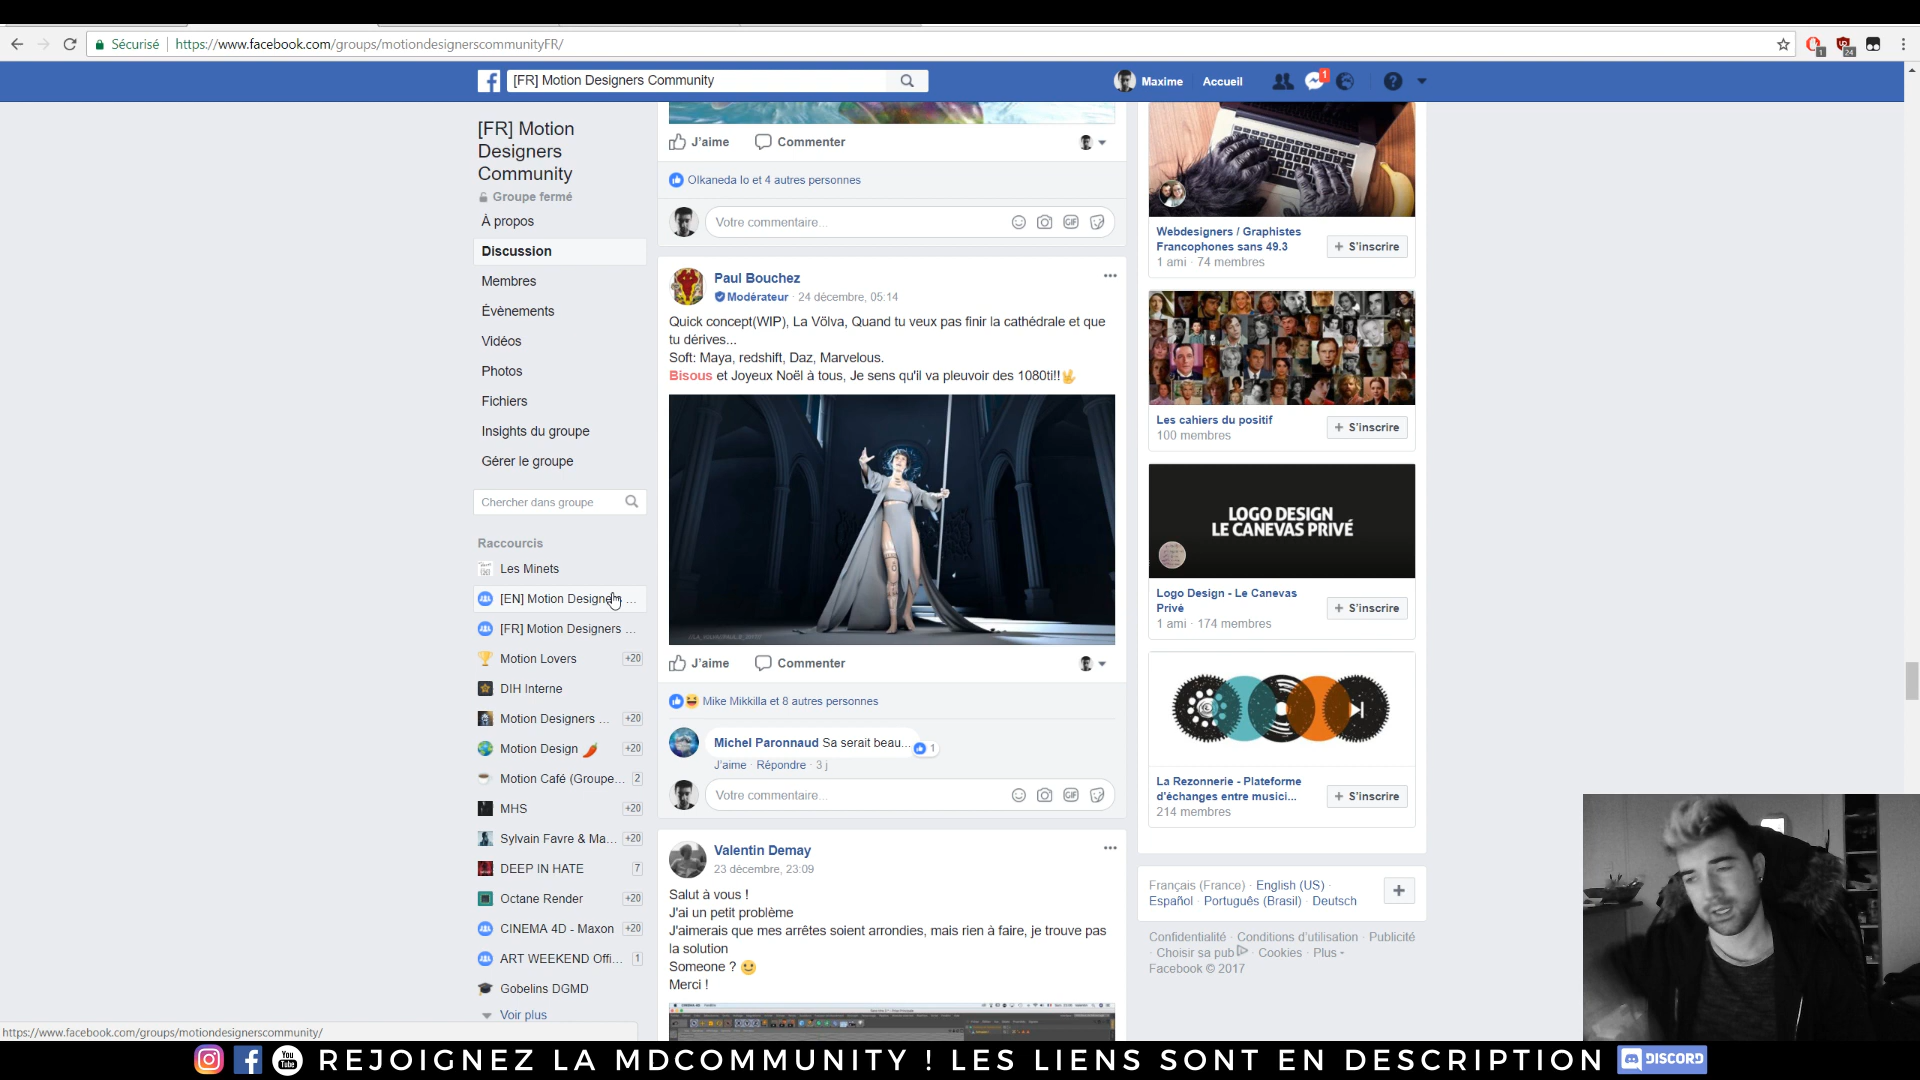 Sécurisé | https://www.facebook.com/groups/motiondesignerscommunityFR/
1
24
[FR] Motion Designers Community
Maxime
Accueil
1
[FR] Motion
Designers
Community
Groupe fermé
À propos
Discussion
Membres
Évènements
Vidéos
Photos
Fichiers
Insights du groupe
Gérer le groupe
Chercher dans groupe
Raccourcis
Les Minets
[EN] Motion Designers ...
[FR] Motion Designers ...
Motion Lovers +20
DIH Interne
Motion Designers ... +20
Motion Design 🌶 +20
Motion Café (Groupe... 2
MHS +20
Sylvain Favre & Ma... +20
DEEP IN HATE 7
Octane Render +20
CINEMA 4D - Maxon +20
ART WEEKEND Offi... 1
Gobelins DGMD
Voir plus
https://www.facebook.com/groups/motiondesignerscommunity/
J'aime Commenter
Olkaneda Io et 4 autres personnes
Votre commentaire... GIF
Paul Bouchez
Modérateur · 24 décembre, 05:14
Quick concept(WIP), La Völva, Quand tu veux pas finir la cathédrale et que
tu dérives...
Soft: Maya, redshift, Daz, Marvelous.
Bisous et Joyeux Noël à tous, Je sens qu'il va pleuvoir des 1080ti!!🤟
J'aime Commenter
Mike Mikkilla et 8 autres personnes
Michel Paronnaud Sa serait beau... 1
J'aime · Répondre · 3 j
Votre commentaire... GIF
Valentin Demay
23 décembre, 23:09
Salut à vous !
J'ai un petit problème
J'aimerais que mes arrêtes soient arrondies, mais rien à faire, je trouve pas
la solution
Someone ? 🙂
Merci !
Webdesigners / Graphistes
Francophones sans 49.3
1 ami · 74 membres
+ S'inscrire
Les cahiers du positif
100 membres
+ S'inscrire
LOGO DESIGN
LE CANEVAS PRIVÉ
Logo Design - Le Canevas
Privé
1 ami · 174 membres
+ S'inscrire
La Rezonnerie - Plateforme
d'échanges entre musici...
214 membres
+ S'inscrire
Français (France) · English (US) ·
Español · Português (Brasil) · Deutsch
Confidentialité · Conditions d'utilisation · Publicité
· Choisir sa pub · Cookies · Plus
Facebook © 2017
You Tube
REJOIGNEZ LA MDCOMMUNITY ! LES LIENS SONT EN DESCRIPTION
DISCORD